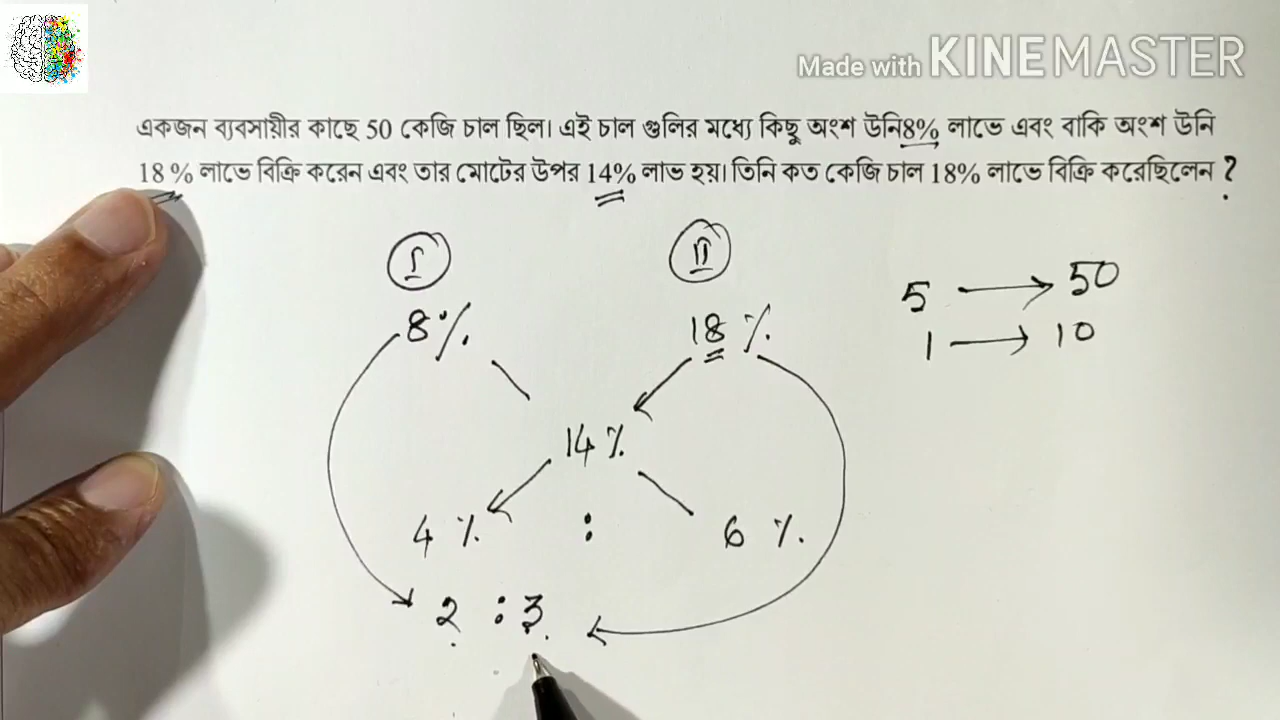 Made with KINEMASTER
একজন ব্যবসায়ীর কাছে 50 কেজি চাল ছিল। এই চাল গুলির মধ্যে কিছু অংশ উনি8% লাভে এবং বাকি অংশ উনি
18 % লাভে বিক্রি করেন এবং তার মোটের উপর 14% লাভ হয়। তিনি কত কেজি চাল 18% লাভে বিক্রি করেছিলেন ?
I II
8% 18%
5 → 50
1 → 10
14%
4% : 6%
2 : 3